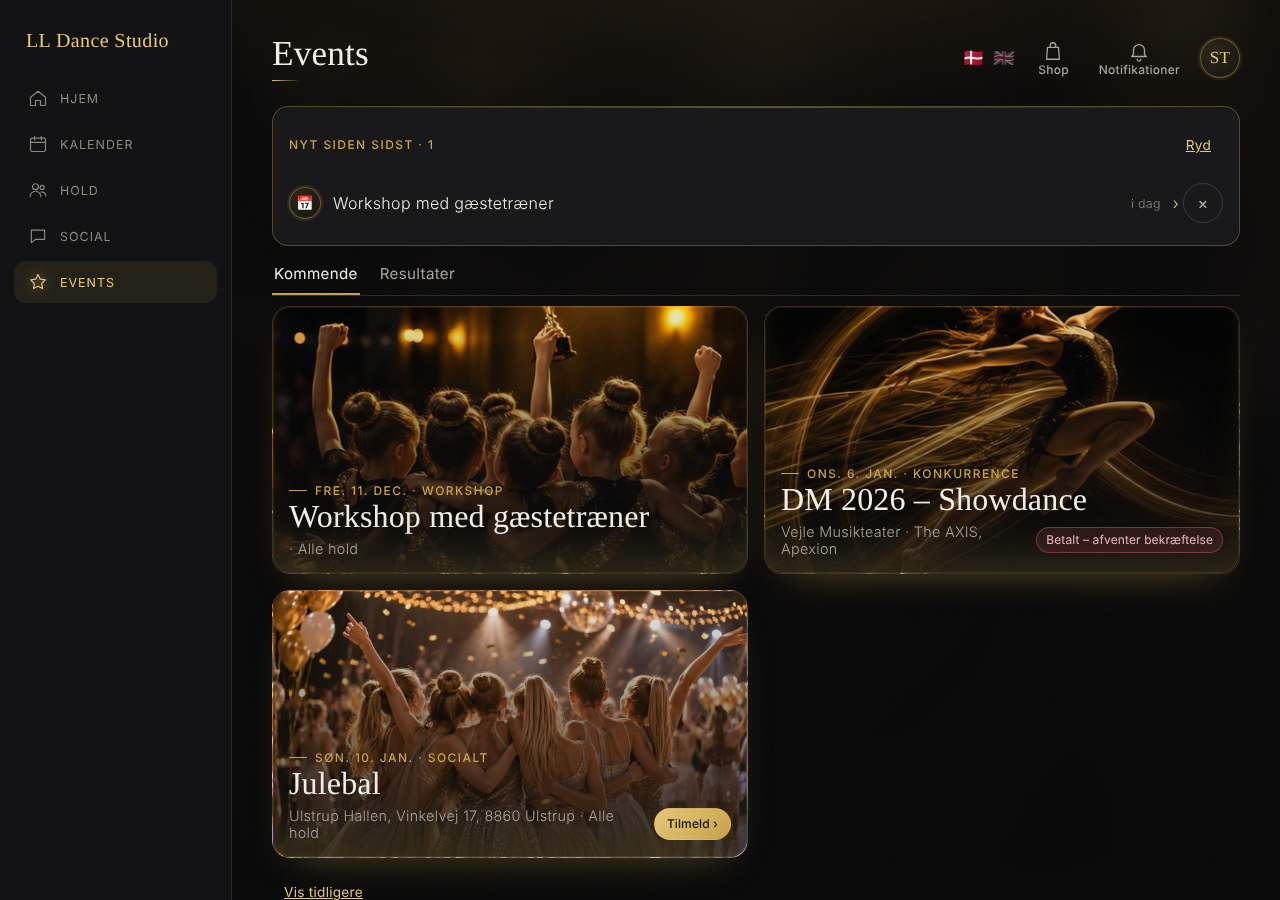 LL Dance Studio
HJEM
KALENDER
HOLD
SOCIAL
EVENTS
Events
Shop
Notifikationer
ST
NYT SIDEN SIDST · 1
Ryd
Workshop med gæstetræner
i dag › ×
Kommende
Resultater
FRE. 11. DEC. · WORKSHOP
Workshop med gæstetræner
· Alle hold
ONS. 6. JAN. · KONKURRENCE
DM 2026 – Showdance
Vejle Musikteater · The AXIS,
Apexion
Betalt – afventer bekræftelse
SØN. 10. JAN. · SOCIALT
Julebal
Ulstrup Hallen, Vinkelvej 17, 8860 Ulstrup · Alle
hold
Tilmeld ›
Vis tidligere